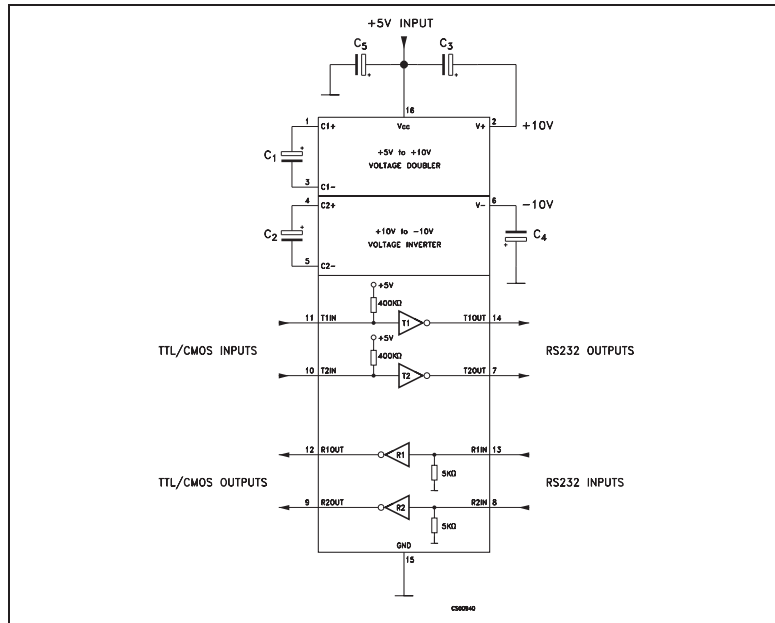 +5V INPUT
C5 C3
+ +
16
1 C1+ Vcc V+ 2 +10V
+5V to +10V
VOLTAGE DOUBLER
C1 +
3 C1-
4 C2+ V- 6 -10V
+10V to -10V
VOLTAGE INVERTER
C2 + C4
+
5 C2-
+5V
400KΩ
11 T1IN T1 T1OUT 14
+5V
TTL/CMOS INPUTS RS232 OUTPUTS
400KΩ
10 T2IN T2 T2OUT 7
12 R1OUT R1 R1IN 13
5KΩ
TTL/CMOS OUTPUTS RS232 INPUTS
9 R2OUT R2 R2IN 8
5KΩ
GND
15
CS00840